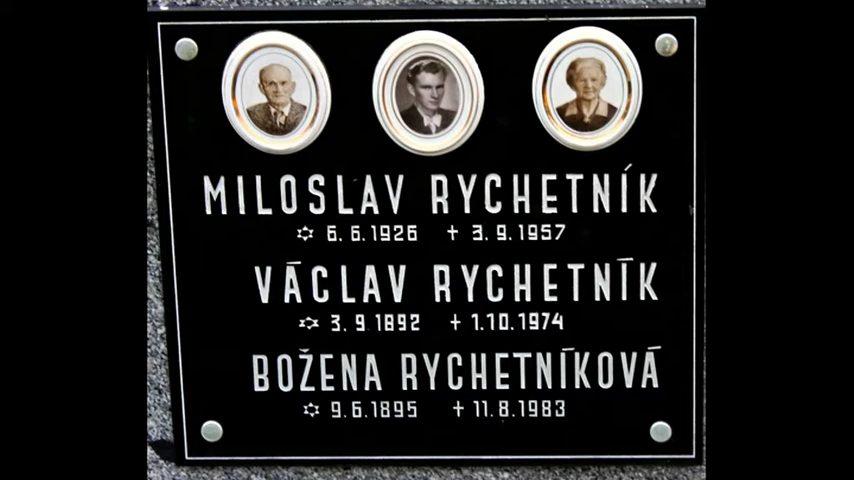 MILOSLAV RYCHETNÍK
✡ 6.6.1926 ✝ 3.9.1957
VÁCLAV RYCHETNÍK
✡ 3.9.1892 ✝ 1.10.1974
BOŽENA RYCHETNÍKOVÁ
✡ 9.6.1895 ✝ 11.8.1983